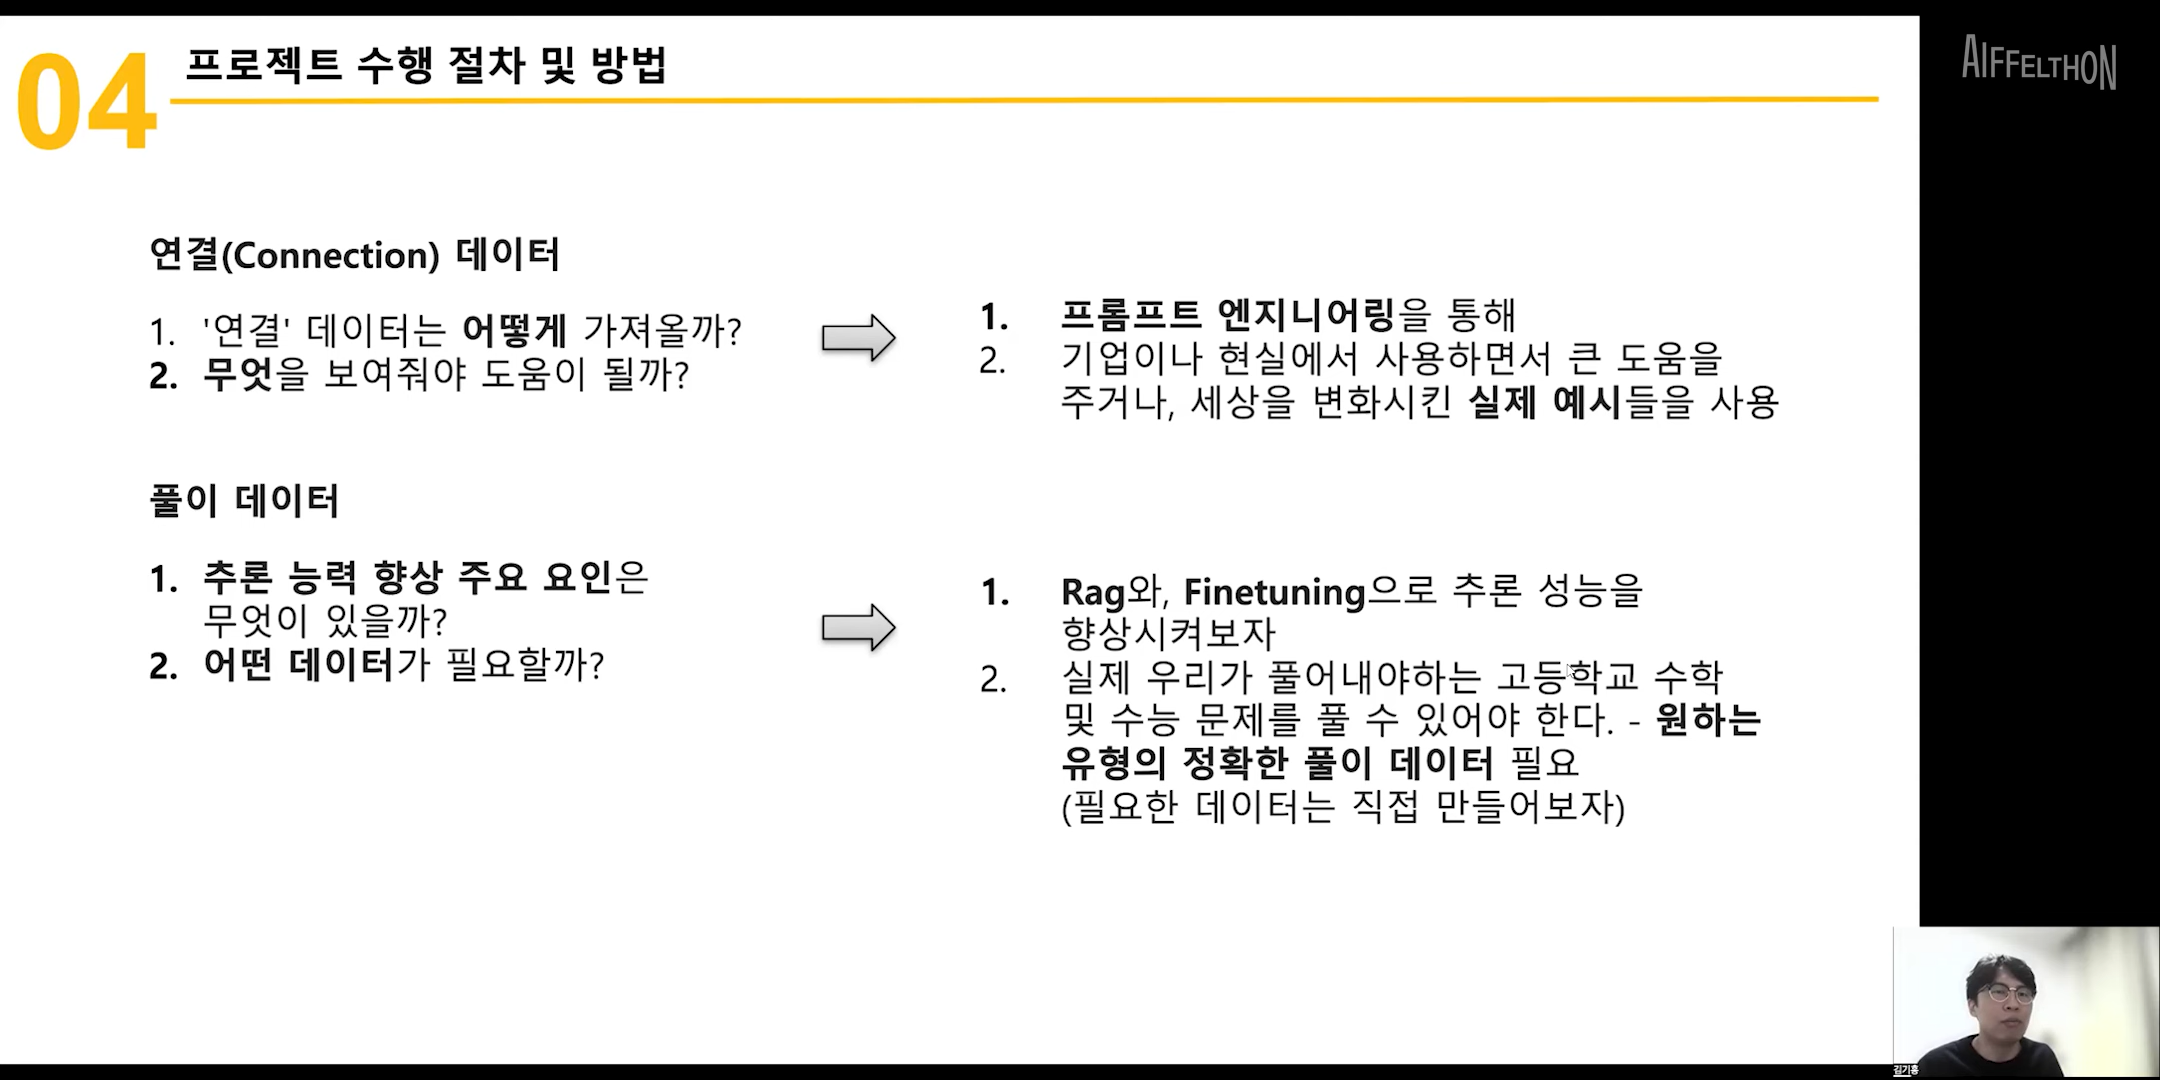 04
프로젝트 수행 절차 및 방법
AIFFELTHON
연결(Connection) 데이터
1. '연결' 데이터는 어떻게 가져올까?
2. 무엇을 보여줘야 도움이 될까?
1. 프롬프트 엔지니어링을 통해
2. 기업이나 현실에서 사용하면서 큰 도움을
주거나, 세상을 변화시킨 실제 예시들을 사용
풀이 데이터
1. 추론 능력 향상 주요 요인은
무엇이 있을까?
2. 어떤 데이터가 필요할까?
1. Rag와, Finetuning으로 추론 성능을
향상시켜보자
2. 실제 우리가 풀어내야하는 고등학교 수학
및 수능 문제를 풀 수 있어야 한다. - 원하는
유형의 정확한 풀이 데이터 필요
(필요한 데이터는 직접 만들어보자)
김기홍